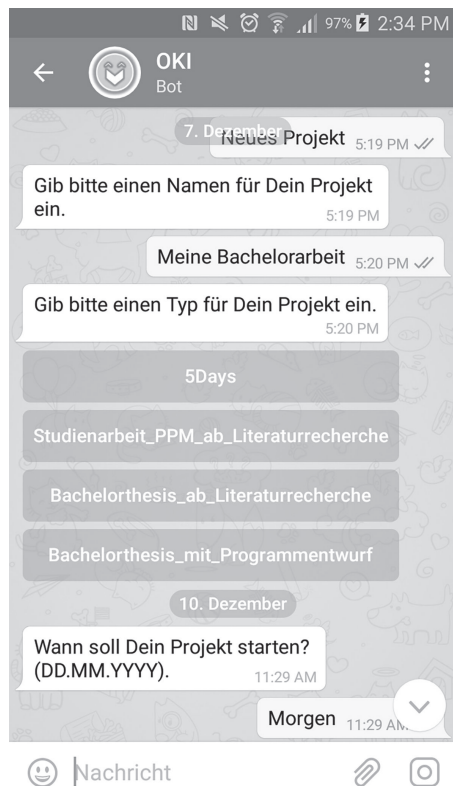 97% 2:34 PM
OKI
Bot
7. Dezember
Neues Projekt 5:19 PM
Gib bitte einen Namen für Dein Projekt
ein.
5:19 PM
Meine Bachelorarbeit 5:20 PM
Gib bitte einen Typ für Dein Projekt ein.
5:20 PM
5Days
Studienarbeit_PPM_ab_Literaturrecherche
Bachelorthesis_ab_Literaturrecherche
Bachelorthesis_mit_Programmentwurf
10. Dezember
Wann soll Dein Projekt starten?
(DD.MM.YYYY).
11:29 AM
Morgen 11:29 AM
Nachricht